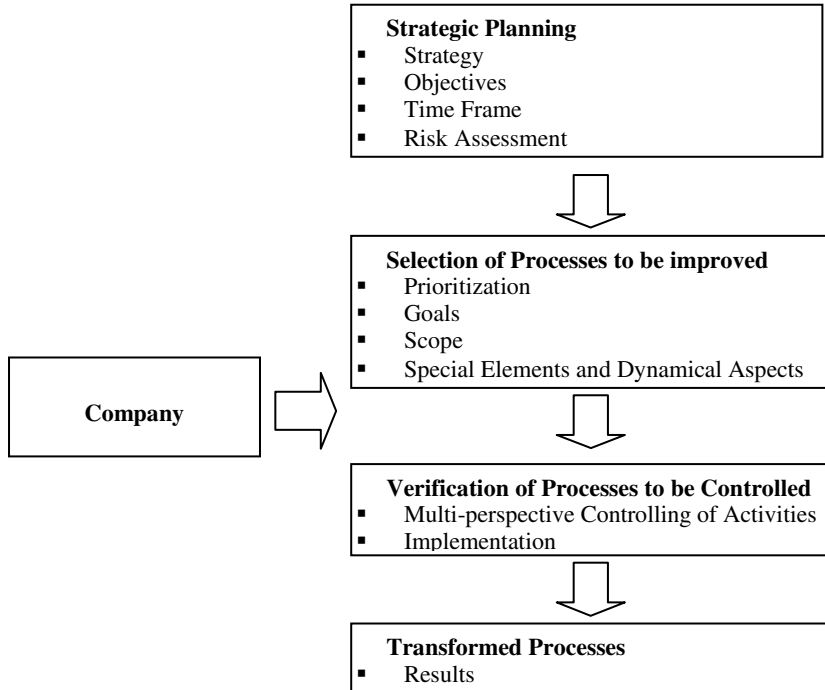 Strategic Planning
▪ Strategy
▪ Objectives
▪ Time Frame
▪ Risk Assessment
Selection of Processes to be improved
▪ Prioritization
▪ Goals
▪ Scope
▪ Special Elements and Dynamical Aspects
Company
Verification of Processes to be Controlled
▪ Multi-perspective Controlling of Activities
▪ Implementation
Transformed Processes
▪ Results